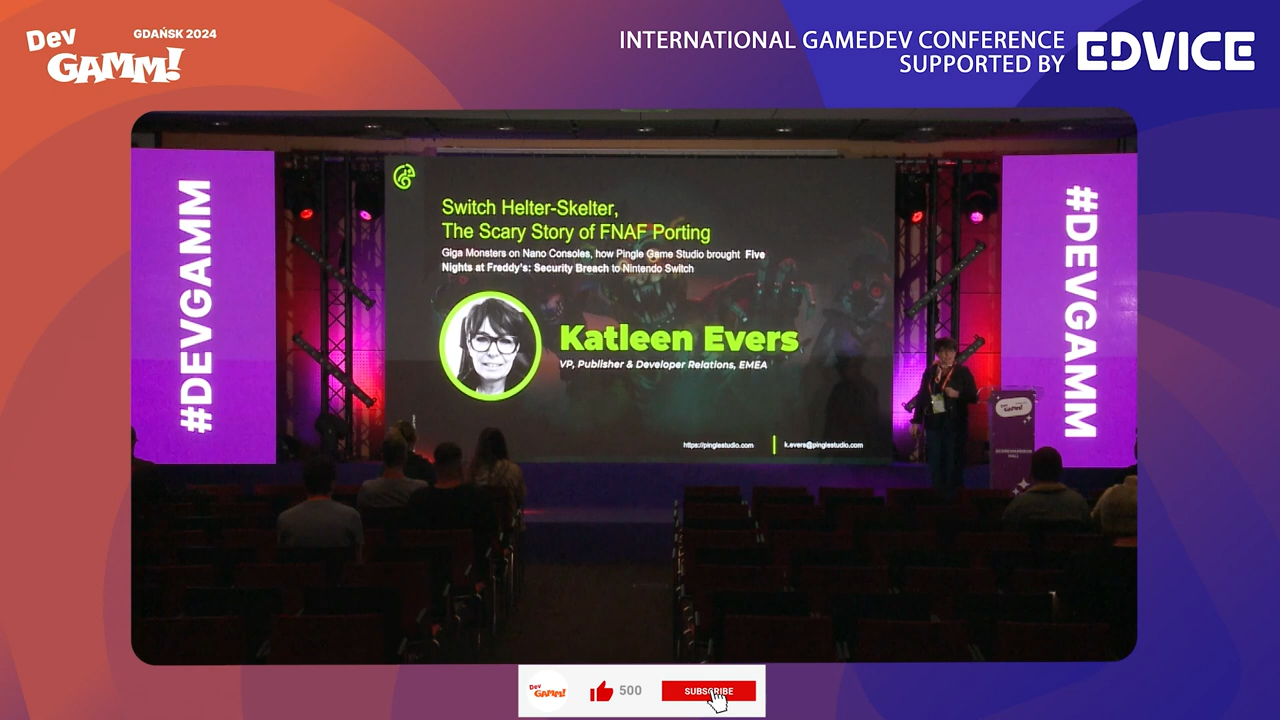 Dev
GAMM!
GDAŃSK 2024
INTERNATIONAL GAMEDEV CONFERENCE
SUPPORTED BY EDVICE
#DEVGAMM
Switch Helter-Skelter,
The Scary Story of FNAF Porting
Giga Monsters on Nano Consoles, how Pingle Game Studio brought Five
Nights at Freddy's: Security Breach to Nintendo Switch
Katleen Evers
VP, Publisher & Developer Relations, EMEA
https://pinglestudio.com
k.evers@pinglestudio.com
#DEVGAMM
Dev
GAMM!
Dev
GAMM!
500
SUBSCRIBE